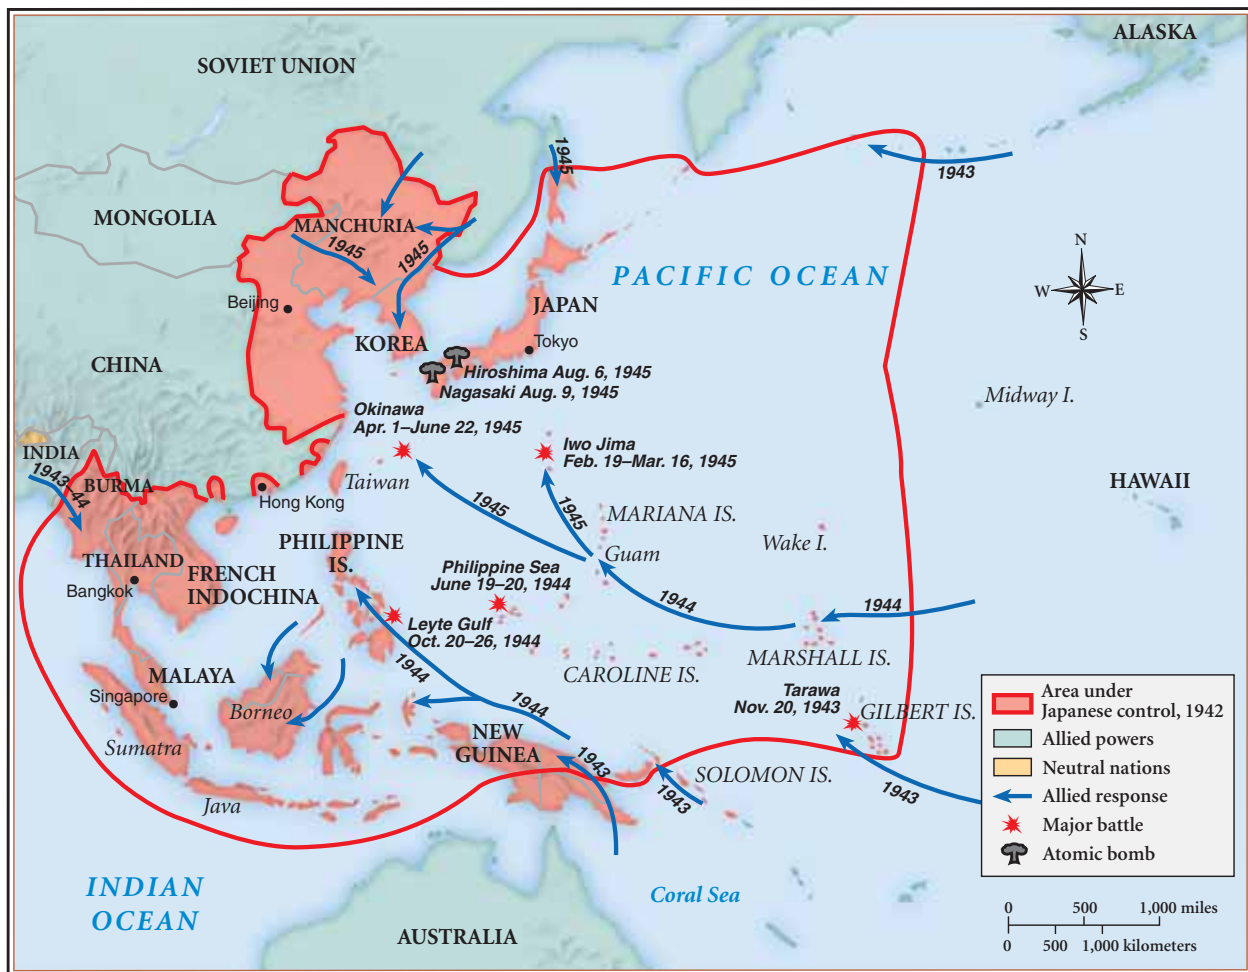 ALASKA
SOVIET UNION
1945
1943
MONGOLIA
MANCHURIA
1945
1945
PACIFIC OCEAN
N
W
E
S
Beijing
JAPAN
KOREA
Tokyo
CHINA
Hiroshima Aug. 6, 1945
Nagasaki Aug. 9, 1945
Midway I.
Okinawa
Apr. 1–June 22, 1945
Iwo Jima
Feb. 19–Mar. 16, 1945
INDIA
1943–44
BURMA
Taiwan
HAWAII
Hong Kong
1945
1945
MARIANA IS.
PHILIPPINE
IS.
Wake I.
Guam
THAILAND
Bangkok
FRENCH
INDOCHINA
Philippine Sea
June 19–20, 1944
1944
1944
Leyte Gulf
Oct. 20–26, 1944
MALAYA
CAROLINE IS.
MARSHALL IS.
1944
Singapore
Borneo
1944
Tarawa
Nov. 20, 1943
GILBERT IS.
Sumatra
NEW
GUINEA
1943
SOLOMON IS.
1943
1943
Java
Area under
Japanese control, 1942
Allied powers
Neutral nations
Allied response
Major battle
Atomic bomb
INDIAN
OCEAN
Coral Sea
AUSTRALIA
0 500 1,000 miles
0 500 1,000 kilometers